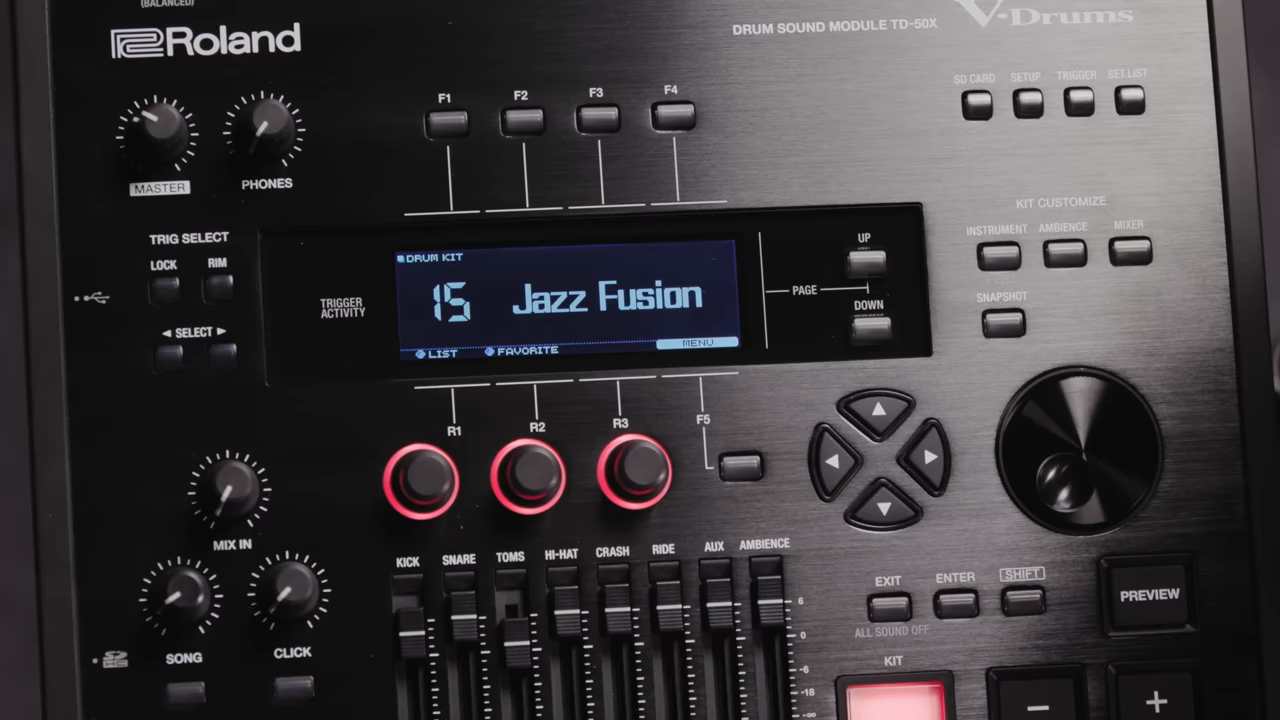 (BALANCED)
Roland
DRUM SOUND MODULE TD-50X
V-Drums
SD CARD SETUP TRIGGER SET LIST
F1 F2 F3 F4
MASTER PHONES
KIT CUSTOMIZE
INSTRUMENT AMBIENCE MIXER
SNAPSHOT
TRIG SELECT
LOCK RIM
◀ SELECT ▶
TRIGGER
ACTIVITY
DRUM KIT
15 Jazz Fusion
LIST FAVORITE MENU
UP
PAGE
DOWN
R1 R2 R3 F5
MIX IN
SONG CLICK
KICK SNARE TOMS HI-HAT CRASH RIDE AUX AMBIENCE
6
0
-6
-18
-∞
EXIT ENTER SHIFT
ALL SOUND OFF
PREVIEW
KIT
− +